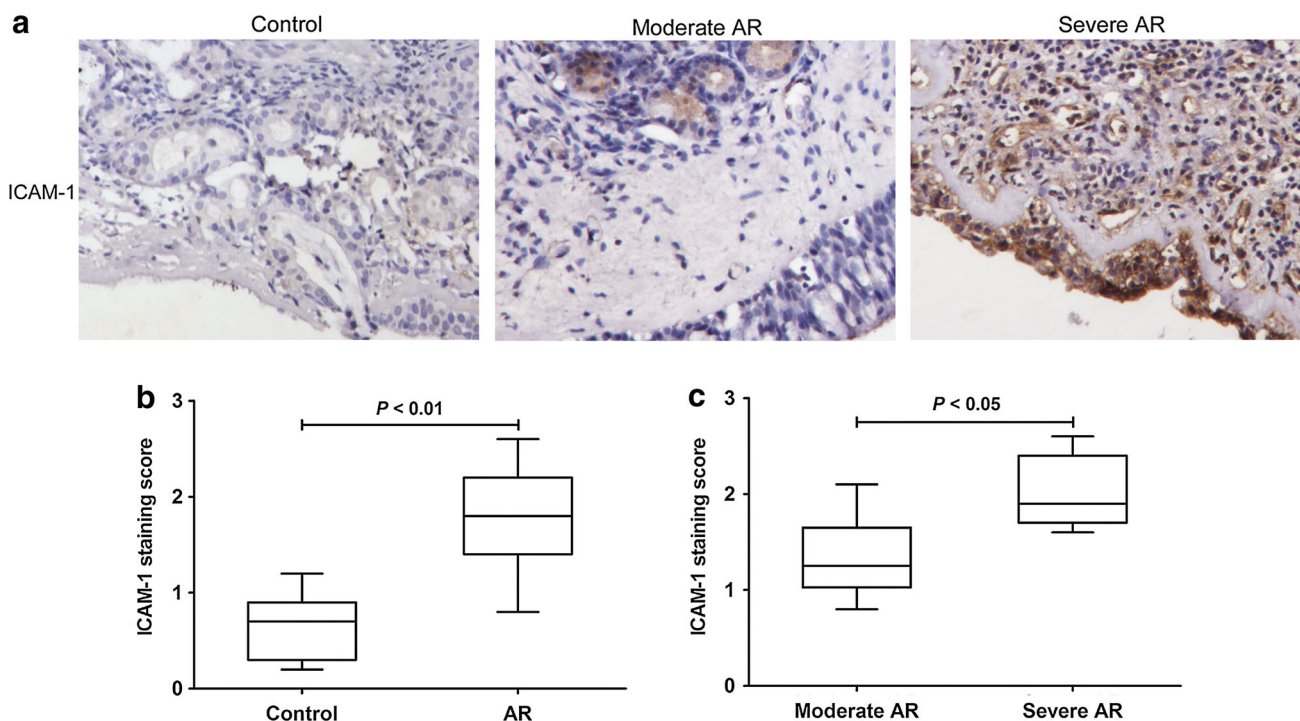 a
Control
Moderate AR
Severe AR
ICAM-1
b
3
2
1
0
ICAM-1 staining score
P < 0.01
Control
AR
c
3
2
1
0
ICAM-1 staining score
P < 0.05
Moderate AR
Severe AR